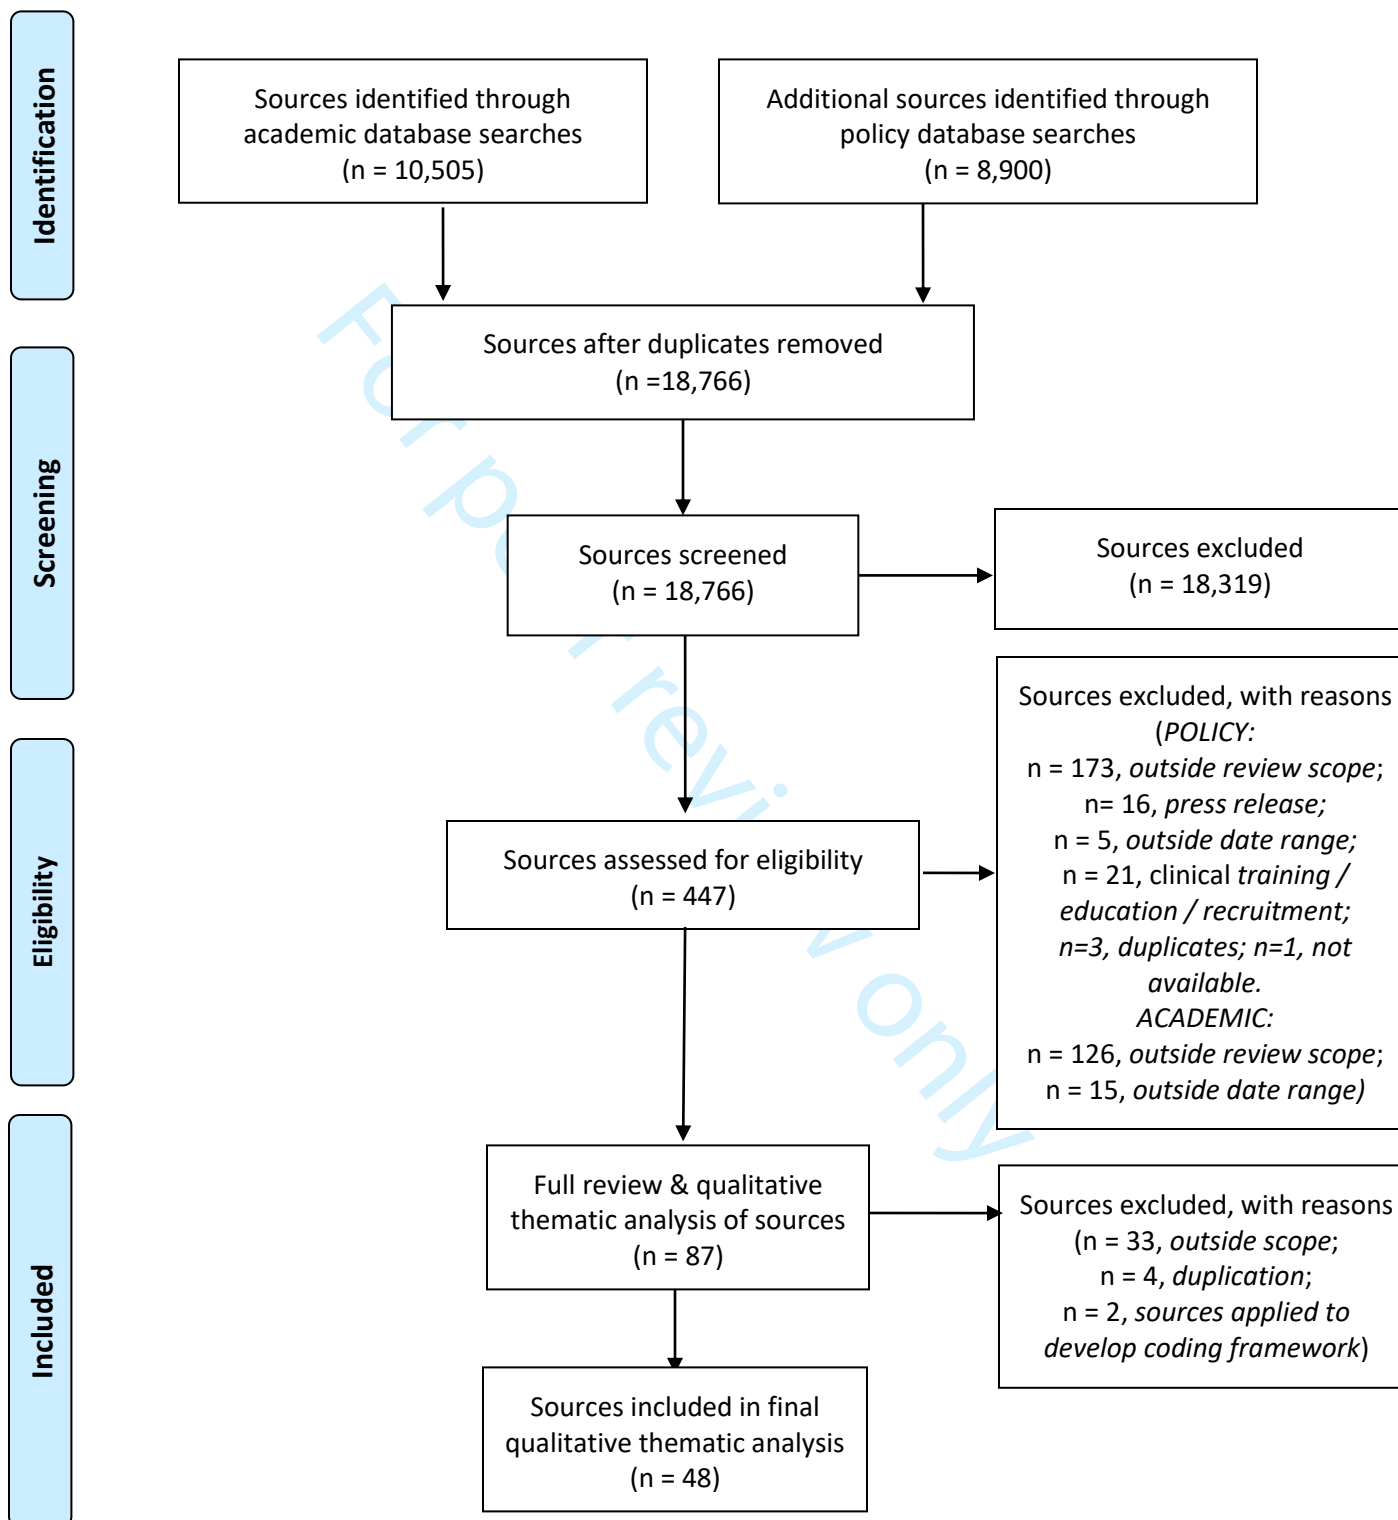 Identification
Sources identified through
academic database searches
(n = 10,505)
Additional sources identified through
policy database searches
(n = 8,900)
Sources after duplicates removed
(n =18,766)
Screening
Sources screened
(n = 18,766)
Sources excluded
(n = 18,319)
Eligibility
Sources assessed for eligibility
(n = 447)
Sources excluded, with reasons
(POLICY:
n = 173, outside review scope;
n= 16, press release;
n = 5, outside date range;
n = 21, clinical training /
education / recruitment;
n=3, duplicates; n=1, not
available.
ACADEMIC:
n = 126, outside review scope;
n = 15, outside date range)
Included
Full review & qualitative
thematic analysis of sources
(n = 87)
Sources excluded, with reasons
(n = 33, outside scope;
n = 4, duplication;
n = 2, sources applied to
develop coding framework)
Sources included in final
qualitative thematic analysis
(n = 48)
For peer review only